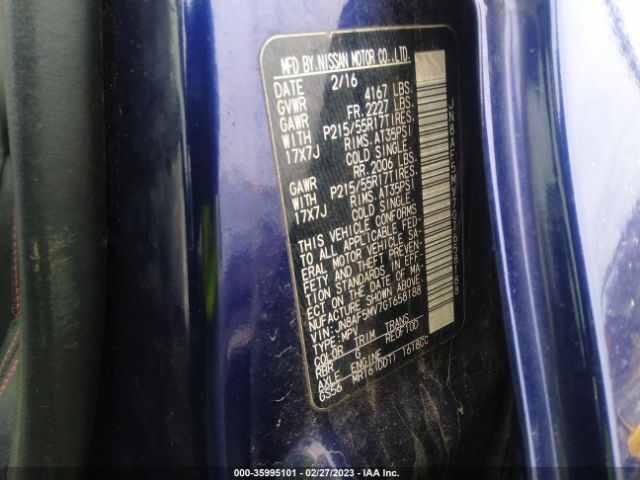 MFD BY.NISSAN MOTOR CO.,LTD.
DATE 2/16
GVWR 4167 LBS.
GAWR FR.2227 LBS.
WITH P215/55R17TIRES,
17X7J RIMS,AT35PSI
COLD SINGLE.
GAWR RR.2006 LBS.
WITH P215/55R17TIRES,
17X7J RIMS,AT35PSI
COLD SINGLE.
THIS VEHICLE CONFORMS
TO ALL APPLICABLE FED-
ERAL MOTOR VEHICLE SA-
FETY AND THEFT PREVEN-
TION STANDARDS IN EFF-
ECT ON THE DATE OF MA-
NUFACTURE SHOWN ABOVE.
VIN:JN8AF5MV7GT658188
TYPE:MPV
COLOR TRIM TRANS
RBR G RE0F10D
AXLE ENGINE
GS56 MR16(DDT) 1618CC
000-35995101 - 02/27/2023 - IAA Inc.